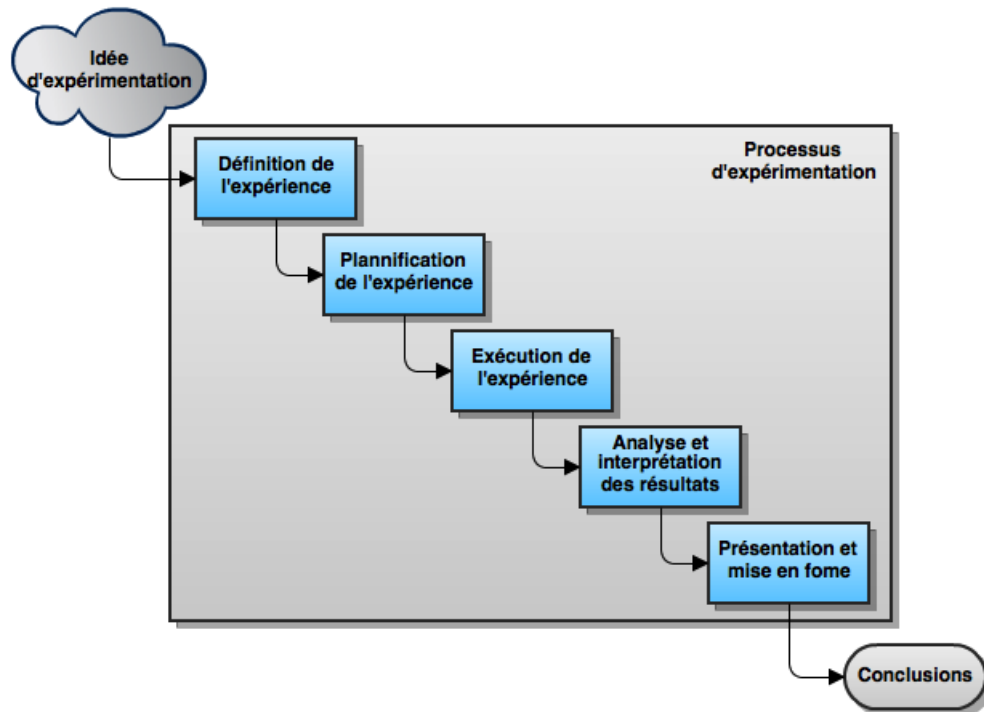 Idée
d'expérimentation
Processus
d'expérimentation
Définition de
l'expérience
Plannification
de l'expérience
Exécution de
l'expérience
Analyse et
interprétation
des résultats
Présentation et
mise en fome
Conclusions